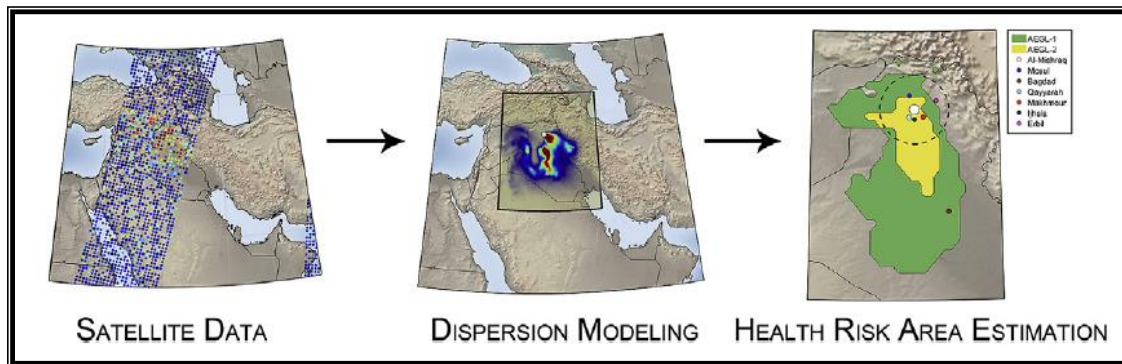 AEGL-1
AEGL-2
Al-Mishraq
Mosul
Bagdad
Qayyarah
Makhmour
Ijhala
Erbil
SATELLITE DATA
DISPERSION MODELING
HEALTH RISK AREA ESTIMATION